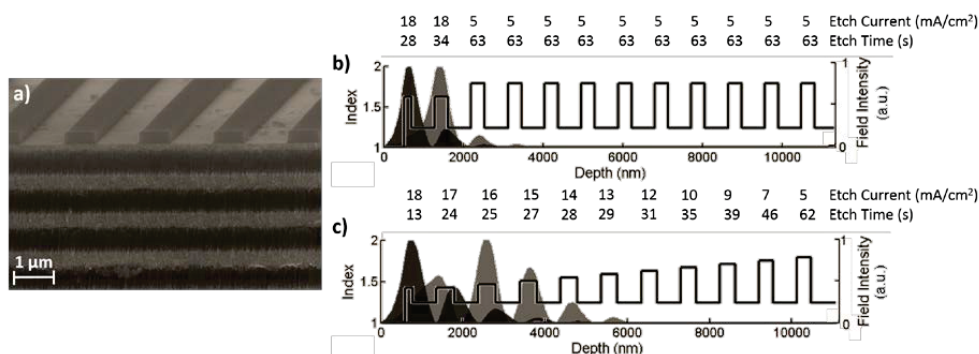 18 18 5 5 5 5 5 5 5 5 5 Etch Current (mA/cm²)
28 34 63 63 63 63 63 63 63 63 63 Etch Time (s)
a)
1 μm
b)
2
1.5
1
Index
1
0
Field Intensity
(a.u.)
0 2000 4000 6000 8000 10000
Depth (nm)
18 17 16 15 14 13 12 10 9 7 5 Etch Current (mA/cm²)
13 24 25 27 28 29 31 35 39 46 62 Etch Time (s)
c)
2
1.5
1
Index
1
0
Field Intensity
(a.u.)
0 2000 4000 6000 8000 10000
Depth (nm)